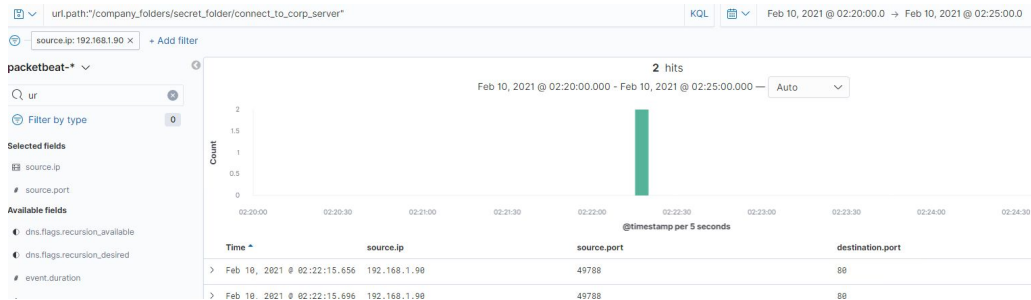 url.path:"/company_folders/secret_folder/connect_to_corp_server"
KQL
Feb 10, 2021 @ 02:20:00.0 → Feb 10, 2021 @ 02:25:00.0
source.ip: 192.168.1.90 ×
+ Add filter
packetbeat-*
ur
Filter by type 0
Selected fields
source.ip
# source.port
Available fields
dns.flags.recursion_available
dns.flags.recursion_desired
# event.duration
2 hits
Feb 10, 2021 @ 02:20:00.000 - Feb 10, 2021 @ 02:25:00.000 — Auto
Count
2
1.5
1
0.5
0
02:20:00 02:20:30 02:21:00 02:21:30 02:22:00 02:22:30 02:23:00 02:23:30 02:24:00 02:24:30
@timestamp per 5 seconds
Time source.ip source.port destination.port
> Feb 10, 2021 @ 02:22:15.656 192.168.1.90 49788 80
> Feb 10, 2021 @ 02:22:15.696 192.168.1.90 49788 80